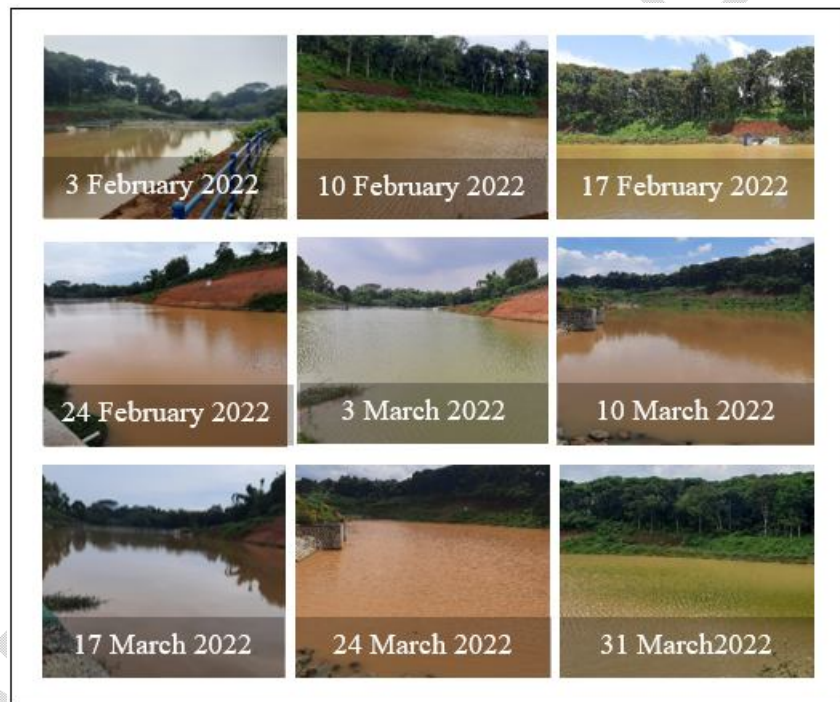 3 February 2022
10 February 2022
17 February 2022
24 February 2022
3 March 2022
10 March 2022
17 March 2022
24 March 2022
31 March2022